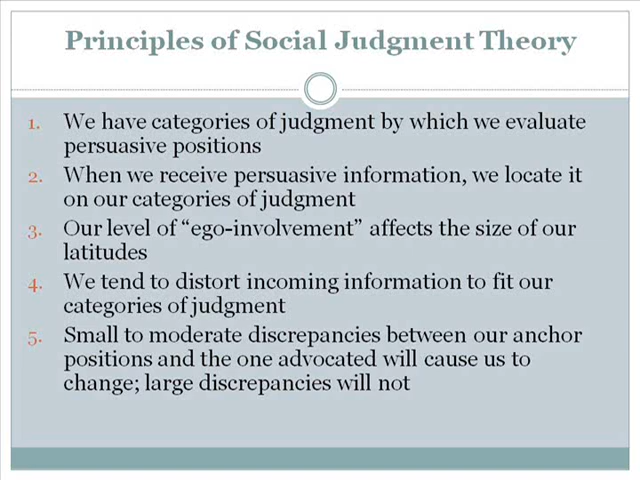 Principles of Social Judgment Theory
1. We have categories of judgment by which we evaluate
persuasive positions
2. When we receive persuasive information, we locate it
on our categories of judgment
3. Our level of “ego-involvement” affects the size of our
latitudes
4. We tend to distort incoming information to fit our
categories of judgment
5. Small to moderate discrepancies between our anchor
positions and the one advocated will cause us to
change; large discrepancies will not